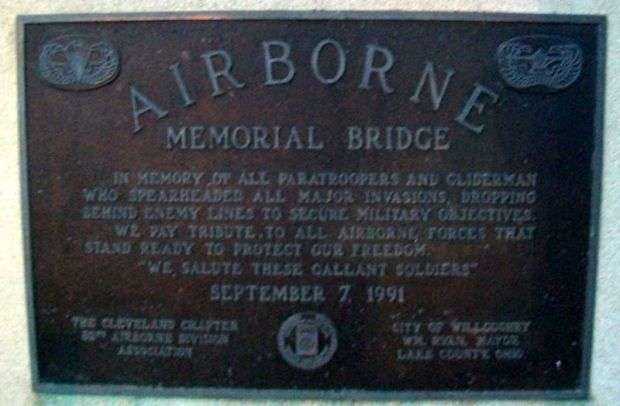 AIRBORNE
MEMORIAL BRIDGE
IN MEMORY OF ALL PARATROOPERS AND GLIDERMAN
WHO SPEARHEADED ALL MAJOR INVASIONS, DROPPING
BEHIND ENEMY LINES TO SECURE MILITARY OBJECTIVES.
WE PAY TRIBUTE TO ALL AIRBORNE FORCES THAT
STAND READY TO PROTECT OUR FREEDOM.
"WE SALUTE THESE GALLANT SOLDIERS"
SEPTEMBER 7, 1991
THE CLEVELAND CHAPTER
82ND AIRBORNE DIVISION
ASSOCIATION
CITY OF WILLOUGHBY
WM. RYAN, MAYOR
LAKE COUNTY, OHIO